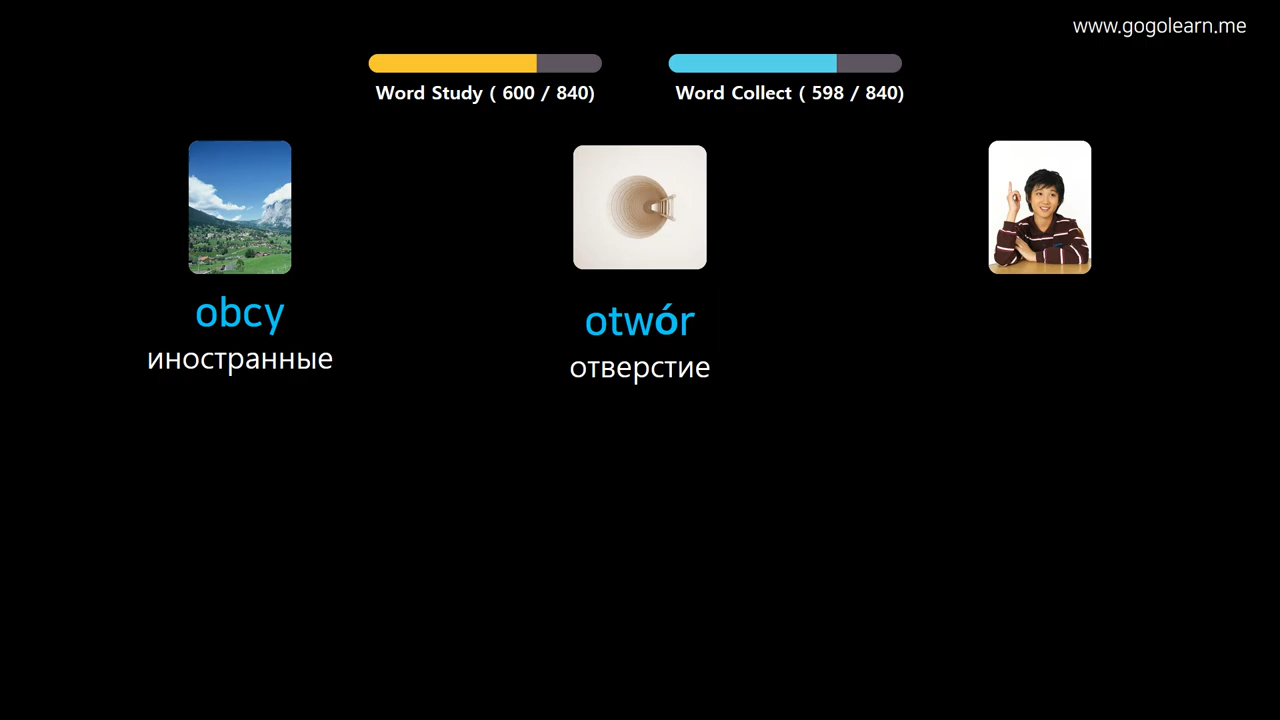 www.gogolearn.me
Word Study ( 600 / 840)
Word Collect ( 598 / 840)
obcy
иностранные
otwór
отверстие